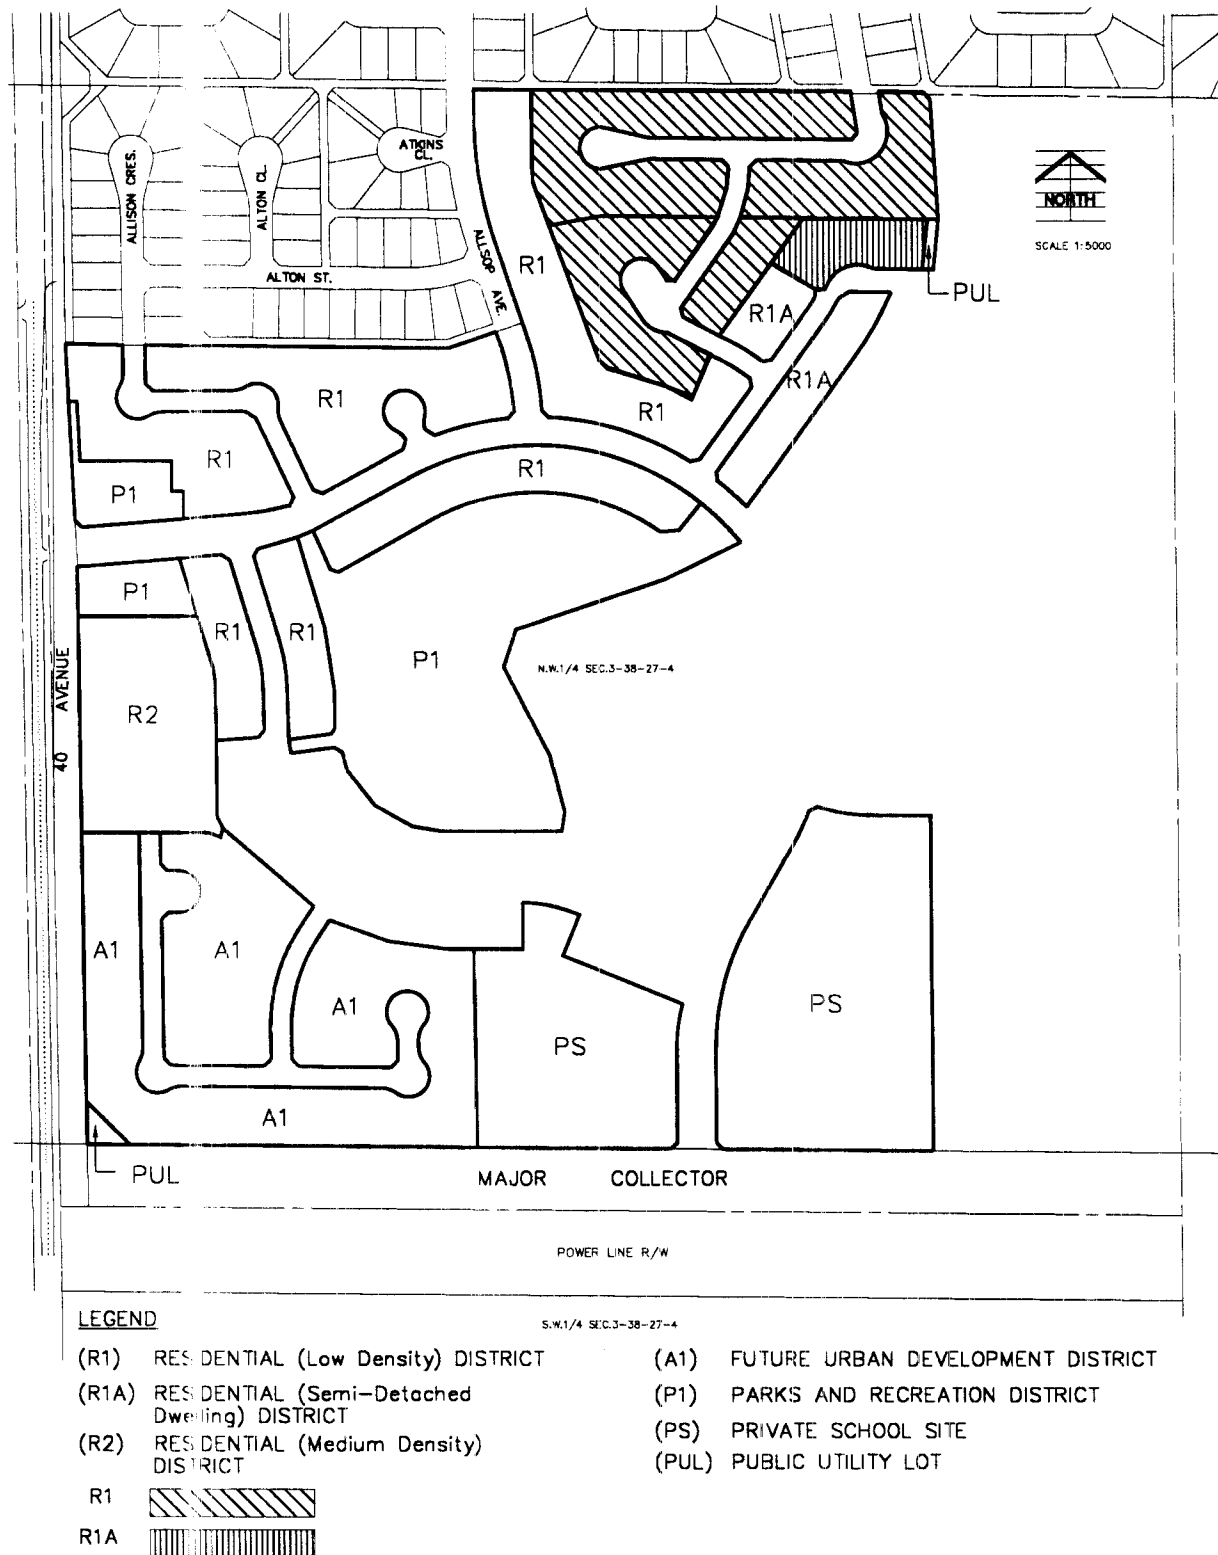 ALLISON CRES.
ALTON CL.
ATKINS
CL.
ALLSOP AVE.
ALTON ST.
NORTH
SCALE 1:5000
R1
PUL
R1A
R1A
R1
R1
R1
R1
P1
P1
R1
R1
P1
N.W.1/4 SEC.3-38-27-4
40 AVENUE
R2
A1
A1
A1
PS
PS
A1
PUL
MAJOR COLLECTOR
POWER LINE R/W
S.W.1/4 SEC.3-38-27-4
LEGEND
(R1) RESIDENTIAL (Low Density) DISTRICT
(R1A) RESIDENTIAL (Semi-Detached
Dwelling) DISTRICT
(R2) RESIDENTIAL (Medium Density)
DISTRICT
R1
R1A
(A1) FUTURE URBAN DEVELOPMENT DISTRICT
(P1) PARKS AND RECREATION DISTRICT
(PS) PRIVATE SCHOOL SITE
(PUL) PUBLIC UTILITY LOT